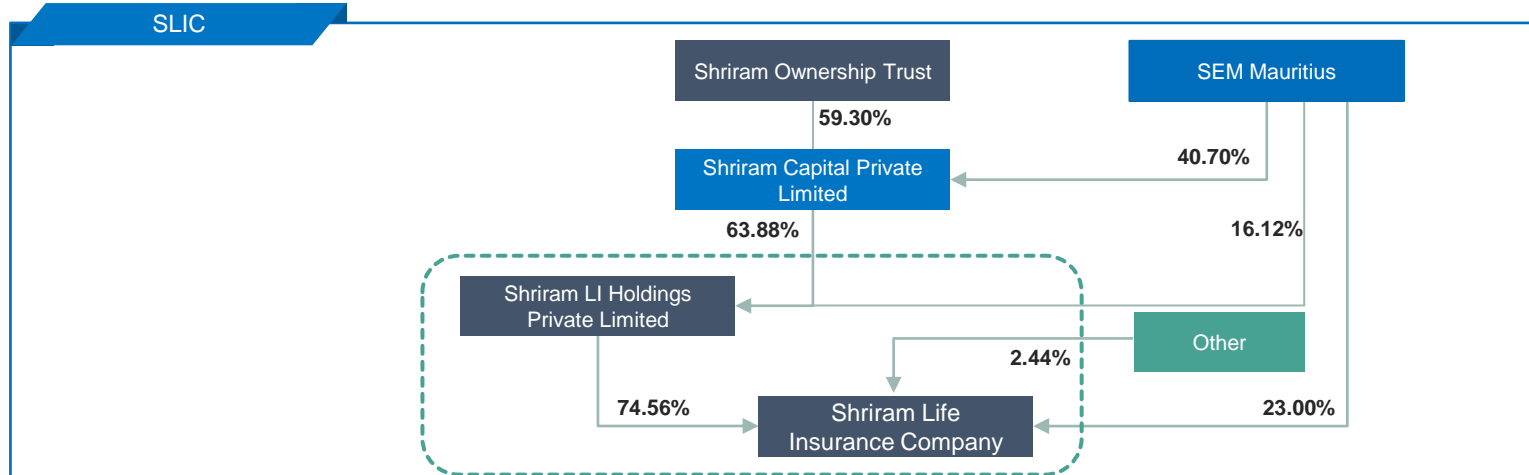 SLIC
Shriram Ownership Trust
SEM Mauritius
59.30%
40.70%
Shriram Capital Private
Limited
63.88%
16.12%
Shriram LI Holdings
Private Limited
Other
2.44%
74.56%
Shriram Life
Insurance Company
23.00%